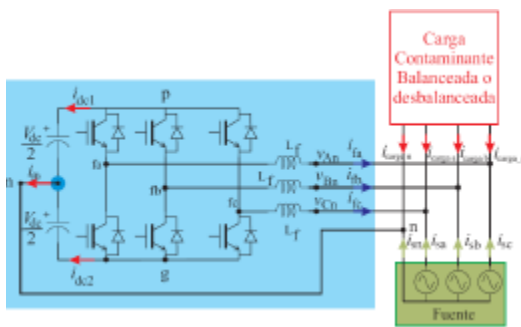 Carga
Contaminante
Balanceada o
desbalanceada
i_dc1
p
V_dc/2
+
L_f
fa
v_An
i_fa
i_n
n
fb
L_f
v_Bn
i_fb
fc
v_Cn
i_fc
L_f
V_dc/2
+
n
i_dc2
g
i_sn
i_sa
i_sb
i_sc
Fuente